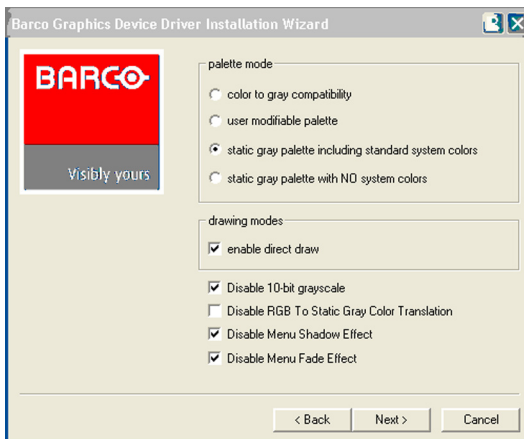 Barco Graphics Device Driver Installation Wizard
BARCO
Visibly yours
palette mode
color to gray compatibility
user modifiable palette
static gray palette including standard system colors
static gray palette with NO system colors
drawing modes
enable direct draw
Disable 10-bit grayscale
Disable RGB To Static Gray Color Translation
Disable Menu Shadow Effect
Disable Menu Fade Effect
< Back
Next >
Cancel